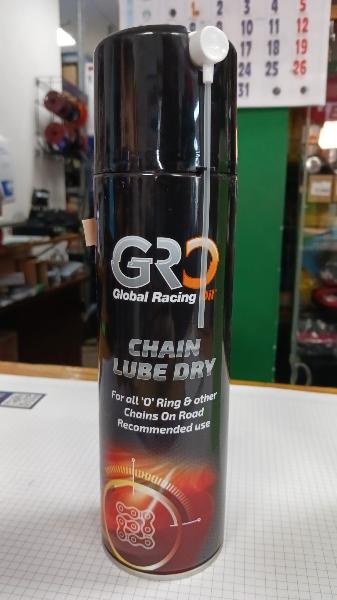 5
10 11 12
17 18 19
24 25 26
31
GRO
Global Racing Oil
CHAIN
LUBE DRY
For all 'O' Ring & other
Chains On Road
Recommended use